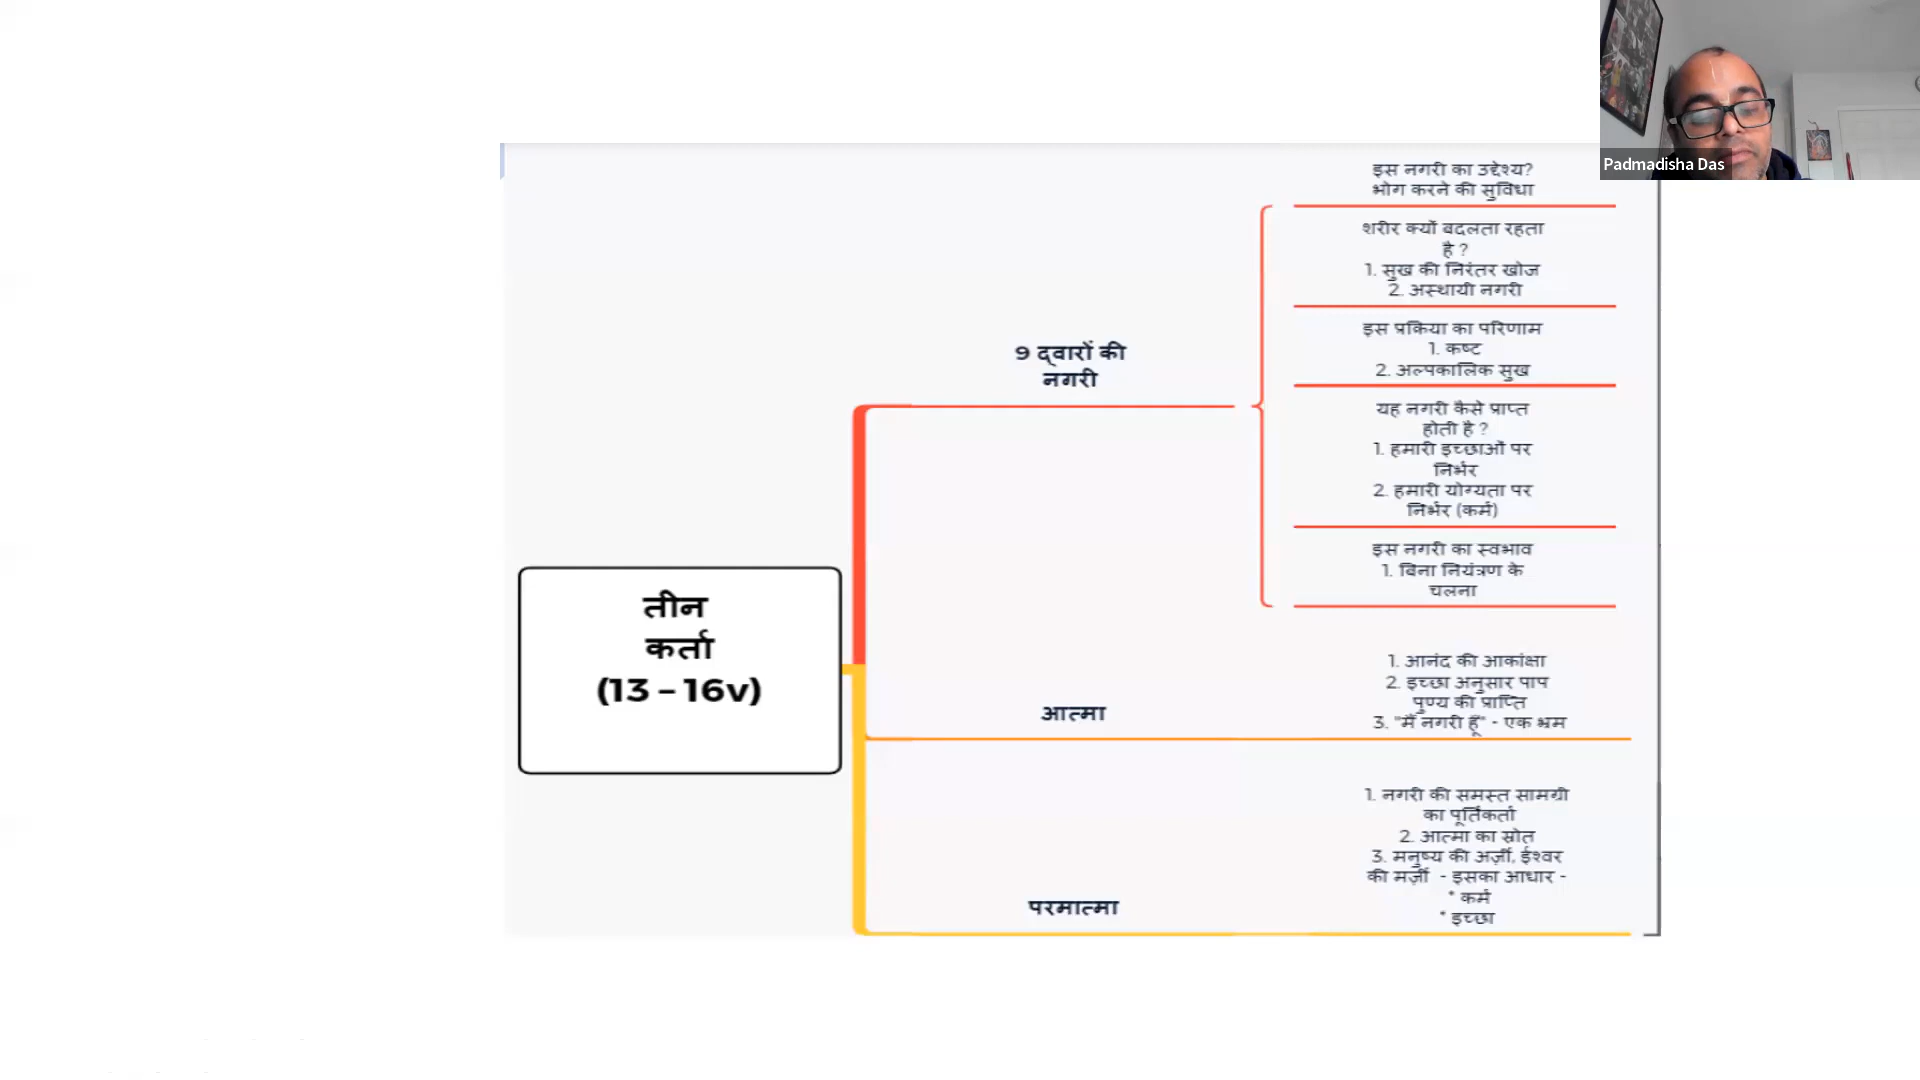 Padmadisha Das
इस नगरी का उद्देश्य?
भोग करने की सुविधा
शरीर क्यों बदलता रहता
है ?
1. सुख की निरंतर खोज
2. अस्थायी नगरी
इस प्रकिया का परिणाम
1. कष्ट
2. अल्पकालिक सुख
9 द्वारों की
नगरी
यह नगरी कैसे प्राप्त
होती है ?
1. हमारी इच्छाओं पर
निर्भर
2. हमारी योग्यता पर
निर्भर (कर्म)
इस नगरी का स्वभाव
1. बिना नियंत्रण के
चलना
तीन
कर्ता
(13 – 16v)
आत्मा
1. आनंद की आकांक्षा
2. इच्छा अनुसार पाप
पुण्य की प्राप्ति
3. "मैं नगरी हूँ" - एक भ्रम
परमात्मा
1. नगरी की समस्त सामग्री
का पूर्तिकर्ता
2. आत्मा का स्रोत
3. मनुष्य की अर्ज़ी, ईश्वर
की मर्ज़ी - इसका आधार -
* कर्म
* इच्छा